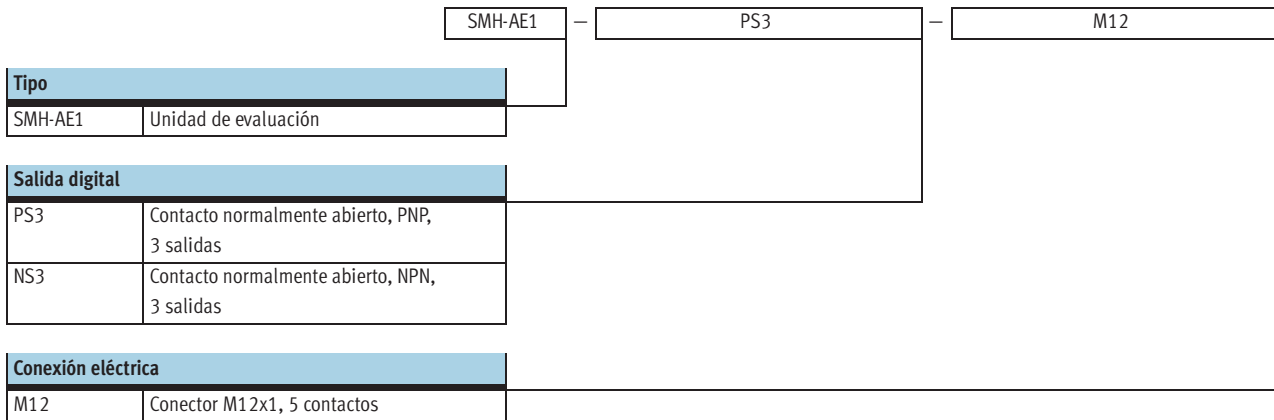 SMH-AE1 – PS3 – M12
Tipo
SMH-AE1 Unidad de evaluación
Salida digital
PS3 Contacto normalmente abierto, PNP,
3 salidas
NS3 Contacto normalmente abierto, NPN,
3 salidas
Conexión eléctrica
M12 Conector M12x1, 5 contactos